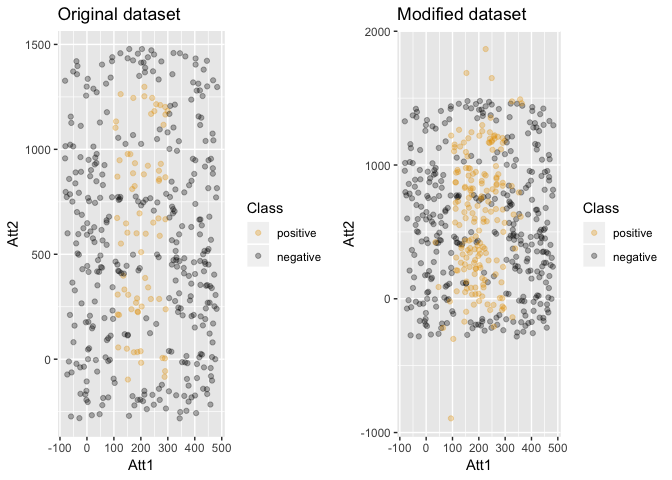 Original dataset
1500
1000
500
0
Att2
-100 0 100 200 300 400 500
Att1
Class
positive
negative
Modified dataset
2000
1000
0
-1000
Att2
-100 0 100 200 300 400 500
Att1
Class
positive
negative